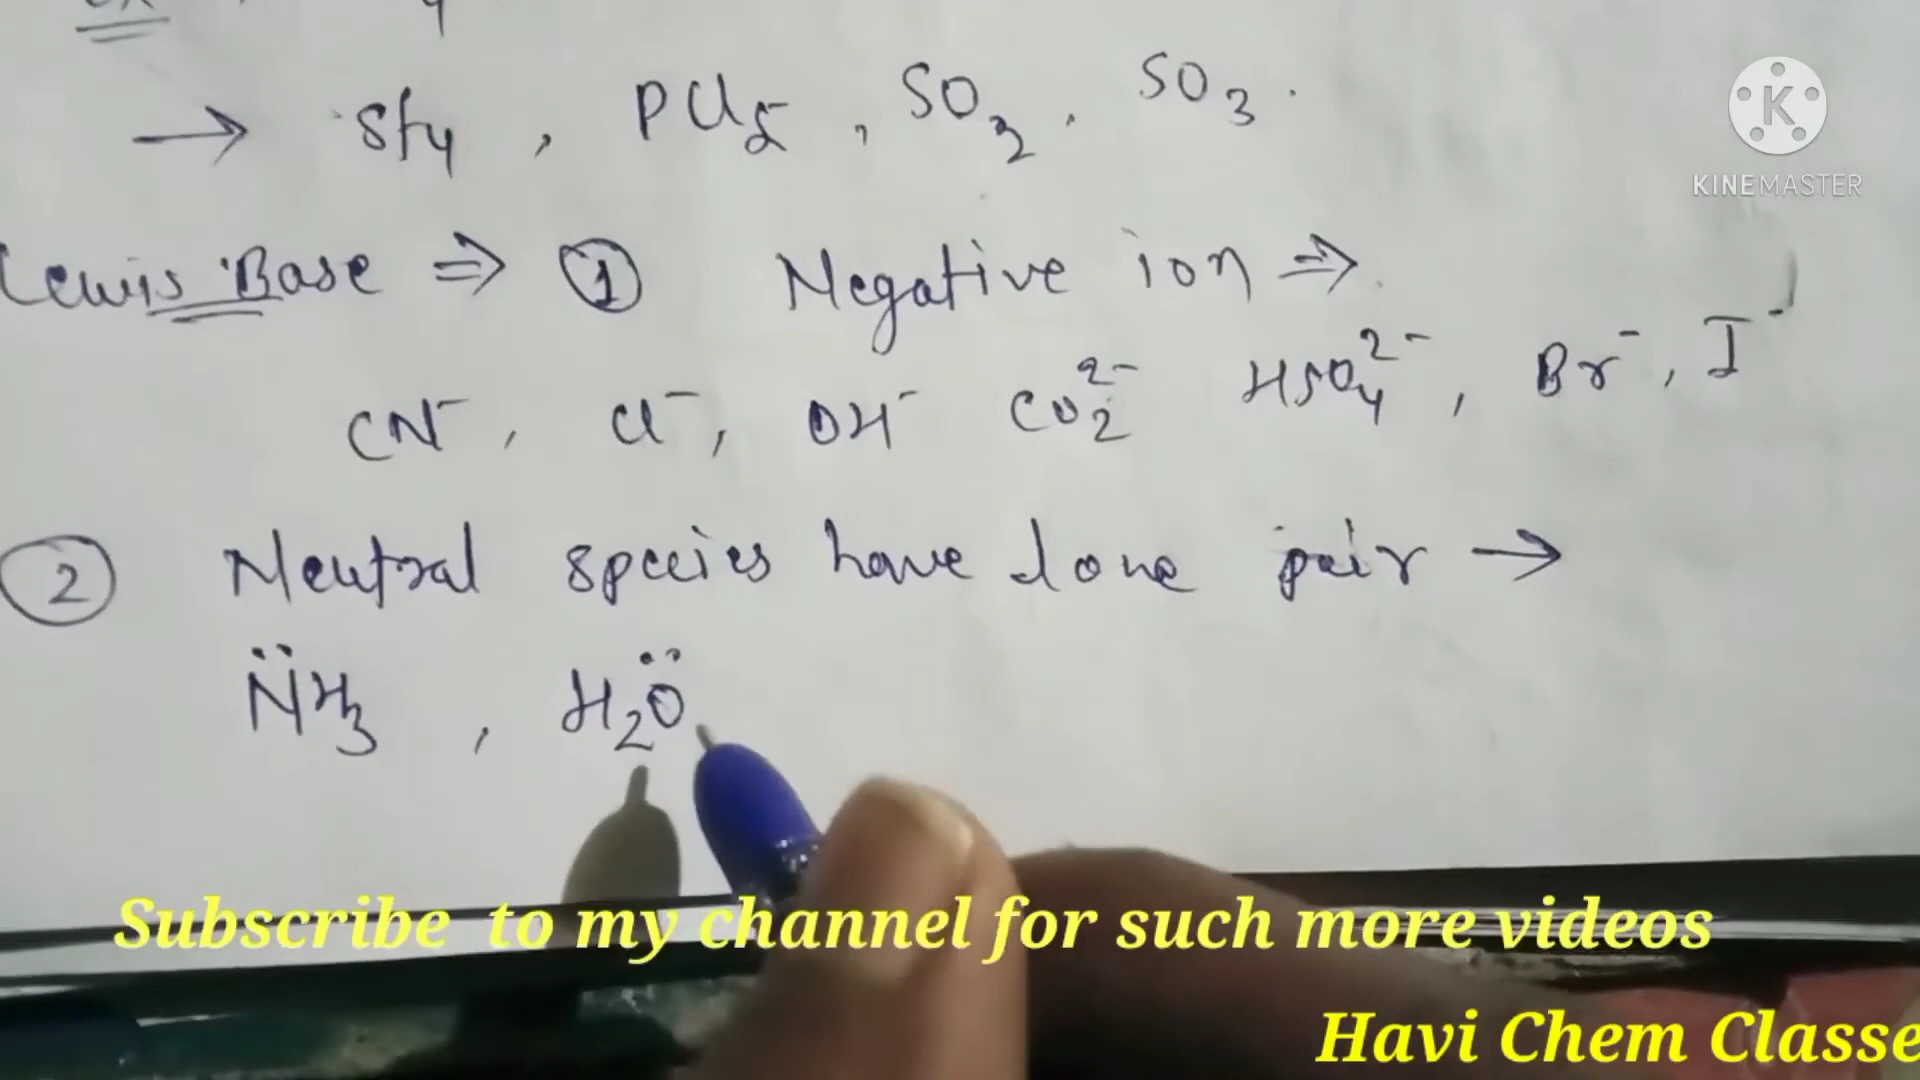 → SF4 , PCl5 , SO2 , SO3 .
Lewis Base ⇒ ① Negative ion ⇒
CN⁻ , Cl⁻ , OH⁻ CO₂²⁻ HSO₄²⁻ , Br⁻ , I⁻
② Neutral species have lone pair →
N̈H₃ , H₂Ö
KINEMASTER
Subscribe to my channel for such more videos
Havi Chem Classe